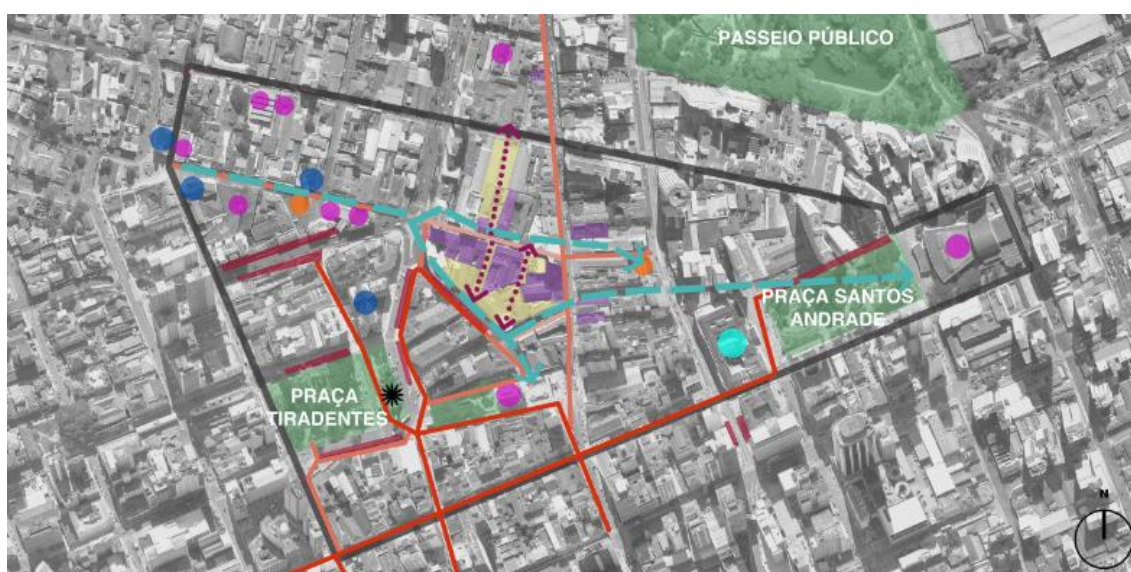 PASSEIO PÚBLICO
PRAÇA SANTOS
ANDRADE
PRAÇA
TIRADENTES
N